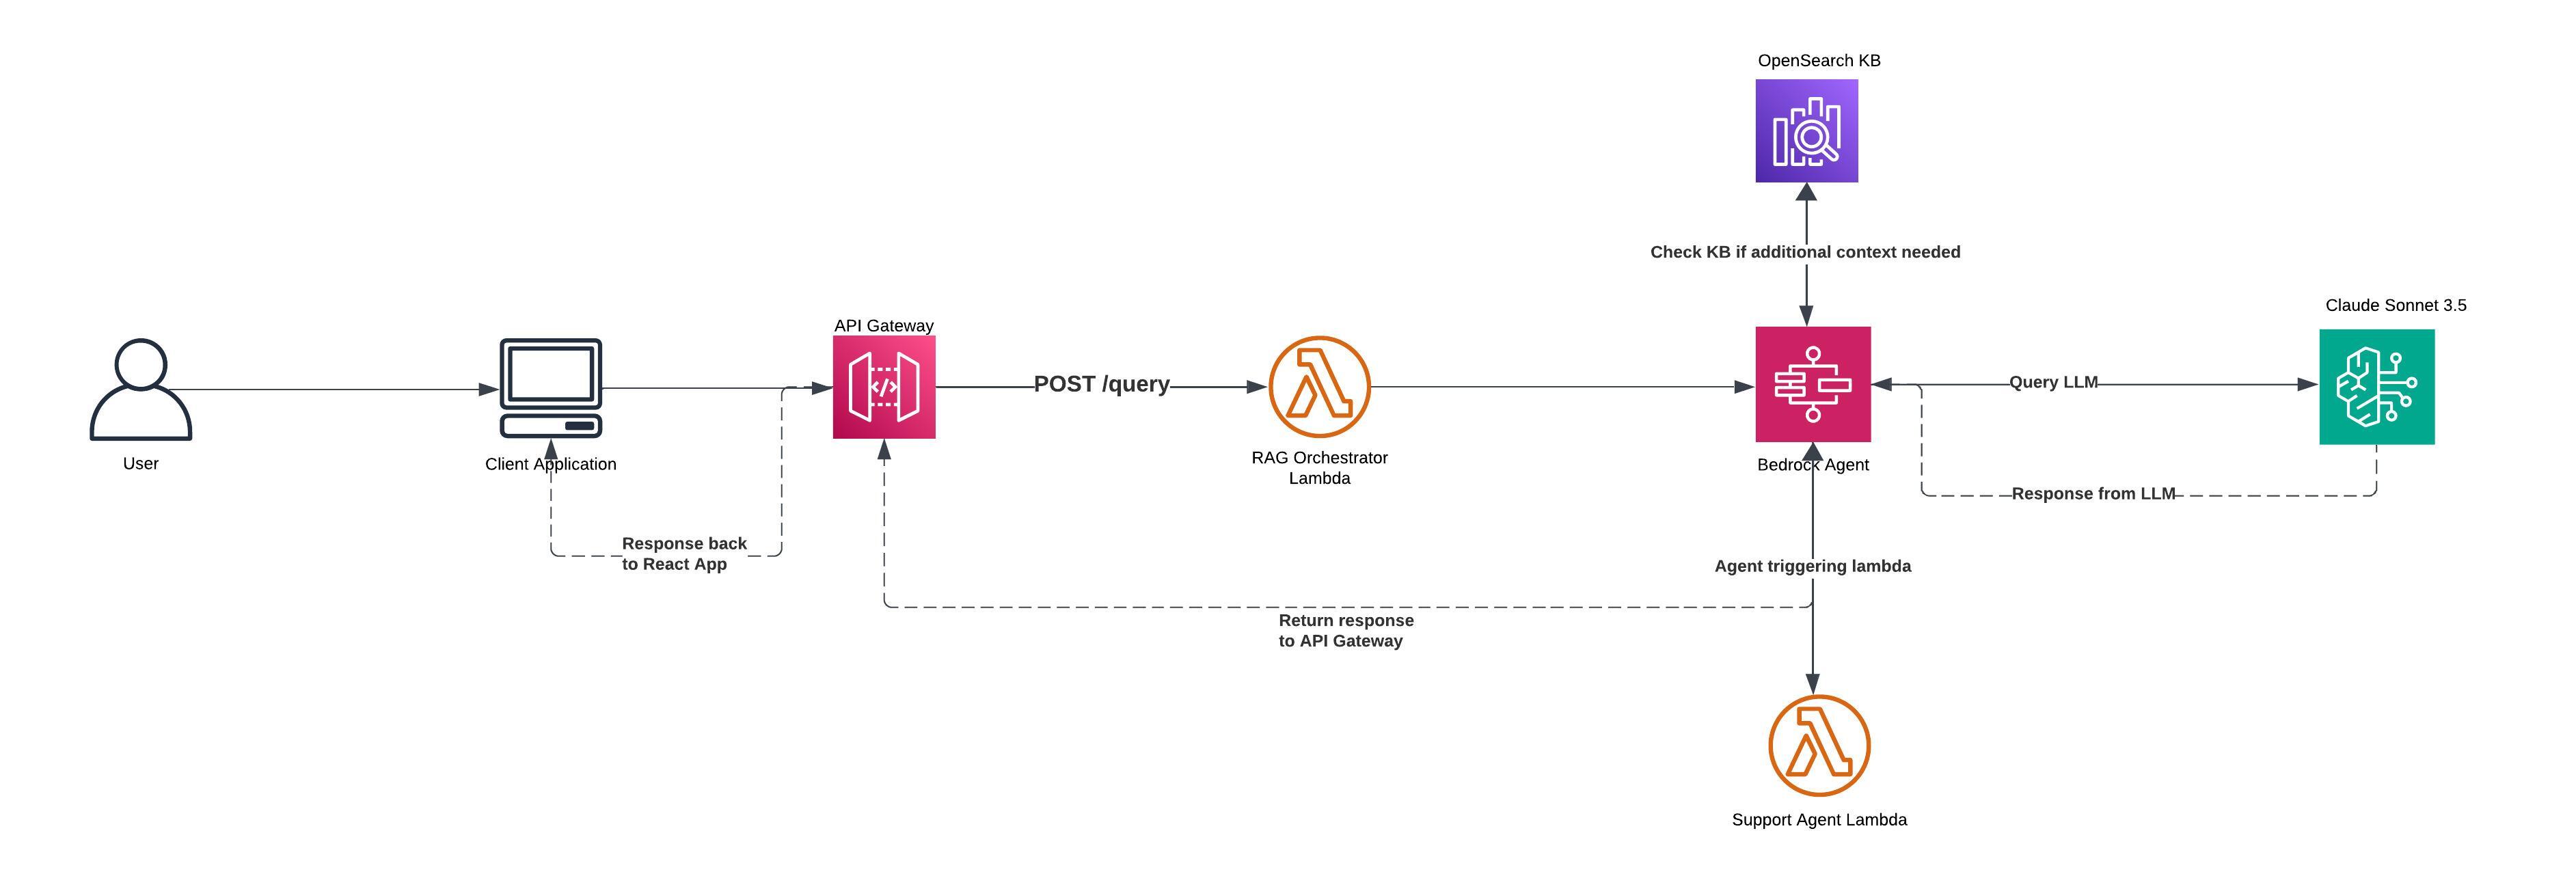 OpenSearch KB
Check KB if additional context needed
Claude Sonnet 3.5
API Gateway
POST /query
Query LLM
User
Client Application
RAG Orchestrator
Lambda
Bedrock Agent
Response from LLM
Response back
to React App
Agent triggering lambda
Return response
to API Gateway
Support Agent Lambda